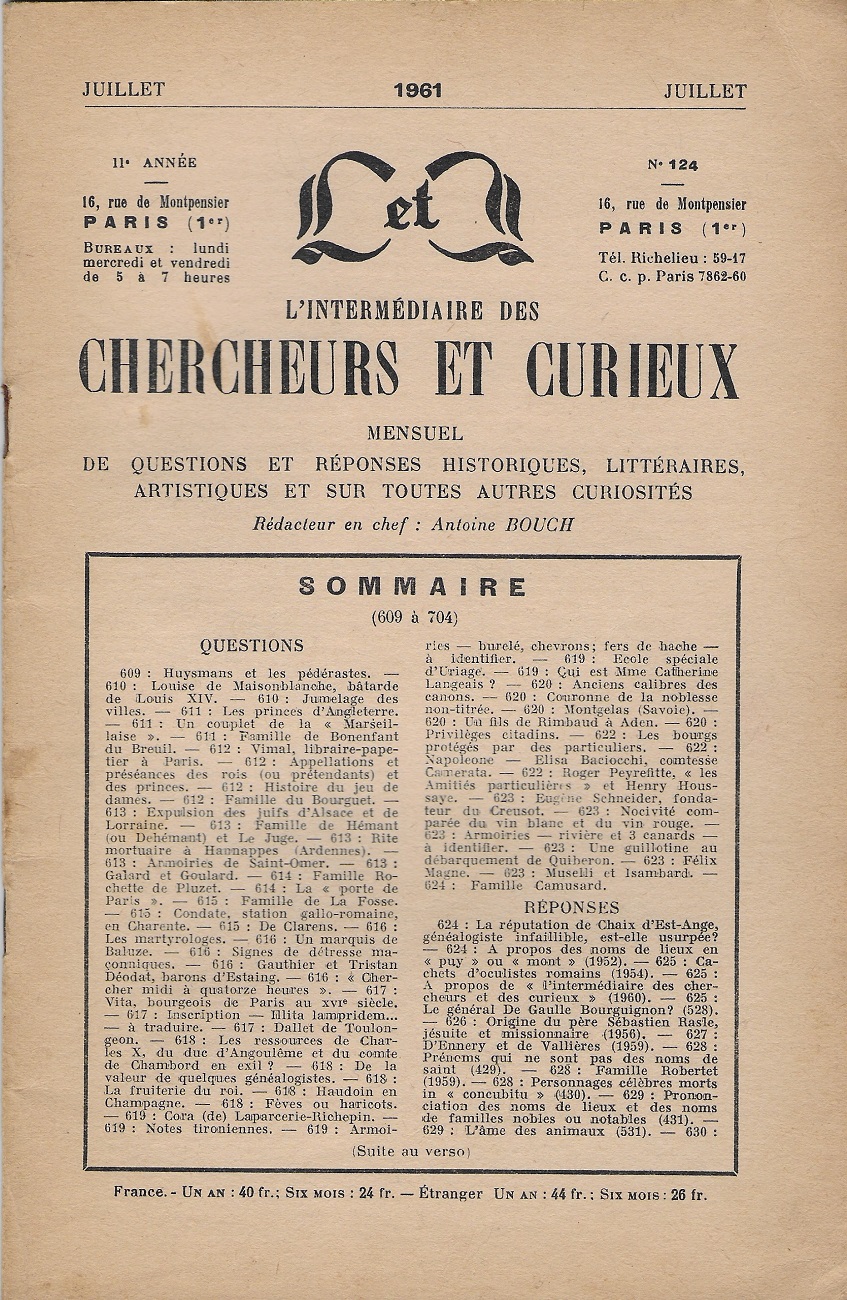 JUILLET 1961 JUILLET
11e ANNÉE
16, rue de Montpensier
PARIS (1er)
BUREAUX : lundi
mercredi et vendredi
de 5 à 7 heures
et
N° 124
16, rue de Montpensier
PARIS (1er)
Tél. Richelieu : 59-17
C. c. p. Paris 7862-60
L'INTERMÉDIAIRE DES
CHERCHEURS ET CURIEUX
MENSUEL
DE QUESTIONS ET RÉPONSES HISTORIQUES, LITTÉRAIRES,
ARTISTIQUES ET SUR TOUTES AUTRES CURIOSITÉS
Rédacteur en chef : Antoine BOUCH
SOMMAIRE
(609 à 704)
QUESTIONS
609 : Huysmans et les pédérastes. —
610 : Louise de Maisonblanche, bâtarde
de Louis XIV. — 610 : Jumelage des
villes. — 611 : Les princes d'Angleterre.
— 611 : Un couplet de la « Marseil-
laise ». — 611 : Famille de Bonenfant
du Breuil. — 612 : Vimal, libraire-pape-
tier à Paris. — 612 : Appellations et
préséances des rois (ou prétendants) et
des princes. — 612 : Histoire du jeu de
dames. — 612 : Famille du Bourguet. —
613 : Expulsion des juifs d'Alsace et de
Lorraine. — 613 : Famille de Hémant
(ou Dehémant) et Le Juge. — 613 : Rite
mortuaire à Hannappes (Ardennes). —
613 : Armoiries de Saint-Omer. — 613 :
Galard et Goulard. — 614 : Famille Ro-
chette de Pluzet. — 614 : La « porte de
Paris ». — 615 : Famille de La Fosse.
— 615 : Condate, station gallo-romaine,
en Charente. — 615 : De Clarens. — 616 :
Les martyrologes. — 616 : Un marquis de
Baluze. — 616 : Signes de détresse ma-
çonniques. — 616 : Gauthier et Tristan
Déodat, barons d'Estaing. — 616 : « Cher-
cher midi à quatorze heures ». — 617 :
Vita, bourgeois de Paris au XVIe siècle.
— 617 : Inscription — Illita lampridem...
— à traduire. — 617 : Dallet de Toulon-
geon. — 618 : Les ressources de Char-
les X, du duc d'Angoulême et du comte
de Chambord en exil ? — 618 : De la
valeur de quelques généalogistes. — 618 :
La fruiterie du roi. — 618 : Haudoin en
Champagne. — 618 : Fèves ou haricots.
— 619 : Cora (de) Laparcerie-Richepin. —
619 : Notes tironiennes. — 619 : Armoi-
ries — burelé, chevrons; fers de hache —
à identifier. — 619 : Ecole spéciale
d'Uriage. — 619 : Qui est Mme Catherine
Langeais ? — 620 : Anciens calibres des
canons. — 620 : Couronne de la noblesse
non-titrée. — 620 : Montgelas (Savoie). —
620 : Un fils de Rimbaud à Aden. — 620 :
Privilèges citadins. — 622 : Les bourgs
protégés par des particuliers. — 622 :
Napoleone — Elisa Baciocchi, comtesse
Camerata. — 622 : Roger Peyrefitte, « les
Amitiés particulières » et Henry Hous-
saye. — 623 : Eugène Schneider, fonda-
teur du Creusot. — 623 : Nocivité com-
parée du vin blanc et du vin rouge. —
623 : Armoiries — rivière et 3 canards —
à identifier. — 623 : Une guillotine au
débarquement de Quiberon. — 623 : Félix
Magne. — 623 : Muselli et Isambard. —
624 : Famille Camusard.
RÉPONSES
624 : La réputation de Chaix d'Est-Ange,
généalogiste infaillible, est-elle usurpée?
— 624 : A propos des noms de lieux en
« puy » ou « mont » (1952). — 625 : Ca-
chets d'oculistes romains (1954). — 625 :
A propos de « l'intermédiaire des cher-
cheurs et des curieux » (1960). — 625 :
Le général De Gaulle Bourguignon? (528).
— 626 : Origine du père Sébastien Rasle,
jésuite et missionnaire (1956). — 627 :
D'Ennery et de Vallières (1959). — 628 :
Prénoms qui ne sont pas des noms de
saint (429). — 628 : Famille Robertet
(1959). — 628 : Personnages célèbres morts
in « concubitu » (430). — 629 : Pronon-
ciation des noms de lieux et des noms
de familles nobles ou notables (431). —
629 : L'âme des animaux (531). — 630 :
(Suite au verso)
France. - UN AN : 40 fr.; SIX MOIS : 24 fr. — Étranger UN AN : 44 fr.; SIX MOIS : 26 fr.